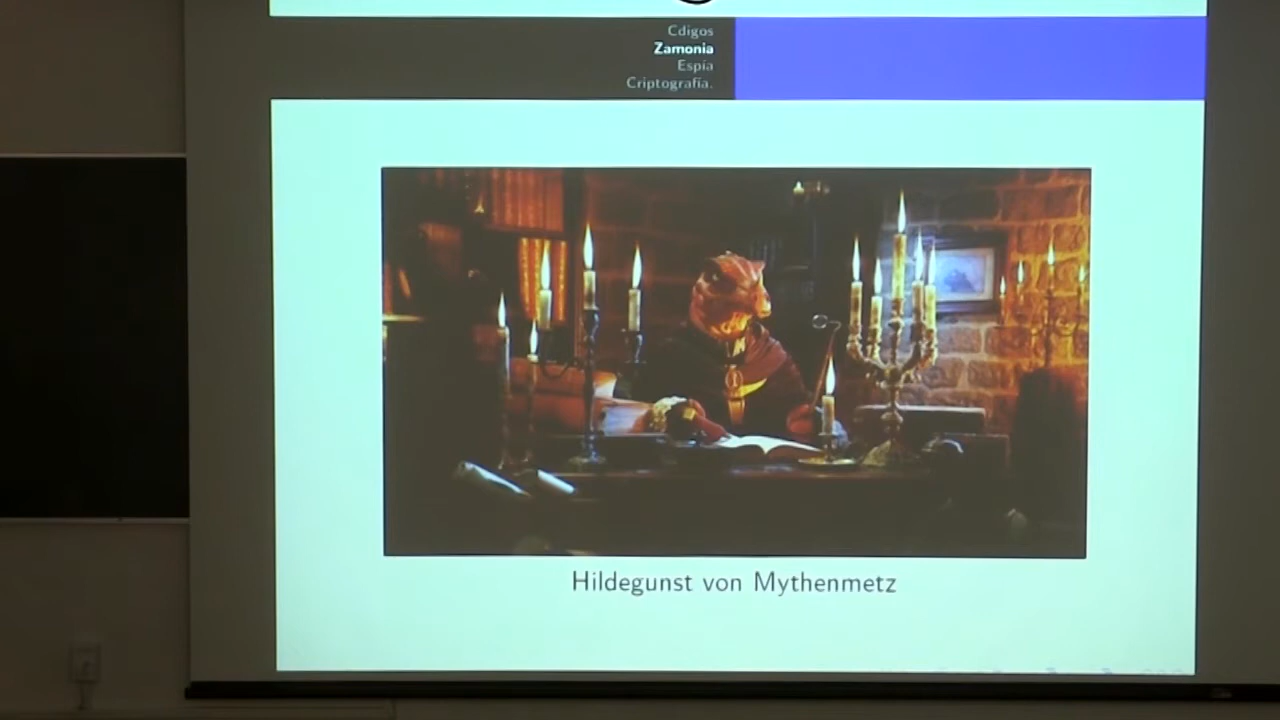 Cdigos
Zamonia
Espía
Criptografía.
Hildegunst von Mythenmetz